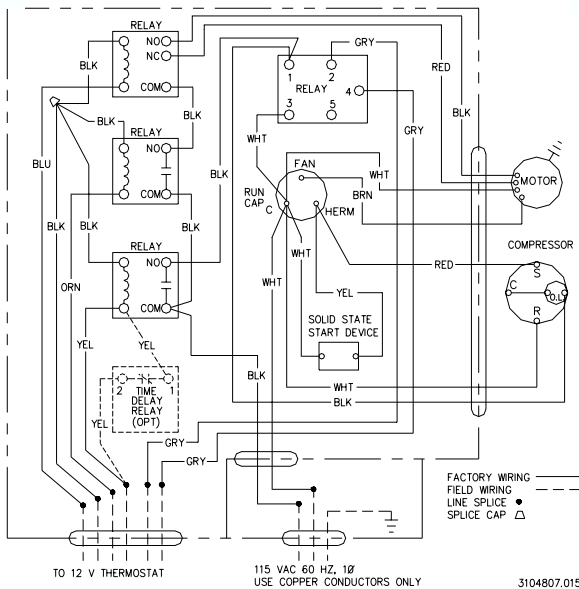 RELAY
NO
NC
COM
BLK
BLK
BLU
RELAY
NO
COM
BLK
BLK
BLK
BLK
BLK
ORN
RELAY
NO
COM
YEL
YEL
2
1
TIME
DELAY
RELAY
(OPT)
YEL
GRY
GRY
BLK
GRY
1
2
RELAY
4
3
5
WHT
GRY
RED
BLK
FAN
WHT
BRN
RUN
CAP
C
HERM
MOTOR
WHT
WHT
RED
YEL
COMPRESSOR
S
C
O.L.
R
SOLID STATE
START DEVICE
WHT
BLK
FACTORY WIRING
FIELD WIRING
LINE SPLICE
SPLICE CAP
TO 12 V THERMOSTAT
115 VAC 60 HZ, 1Ø
USE COPPER CONDUCTORS ONLY
3104807.015